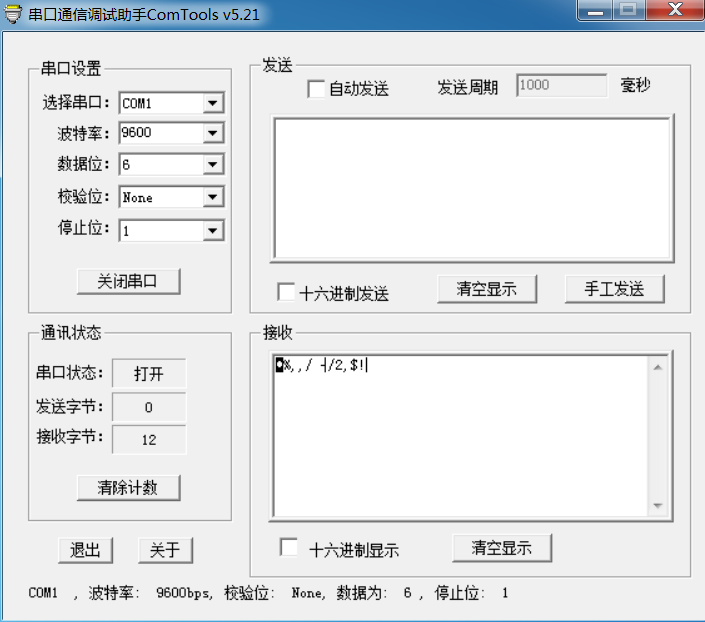 串口通信调试助手ComTools v5.21
串口设置
选择串口: COM1
波特率: 9600
数据位: 6
校验位: None
停止位: 1
关闭串口
发送
自动发送 发送周期 1000 毫秒
十六进制发送 清空显示 手工发送
通讯状态
串口状态: 打开
发送字节: 0
接收字节: 12
清除计数
接收
%,,/ ┤/2,$!
十六进制显示 清空显示
退出 关于
COM1 , 波特率: 9600bps, 校验位: None, 数据为: 6 , 停止位: 1